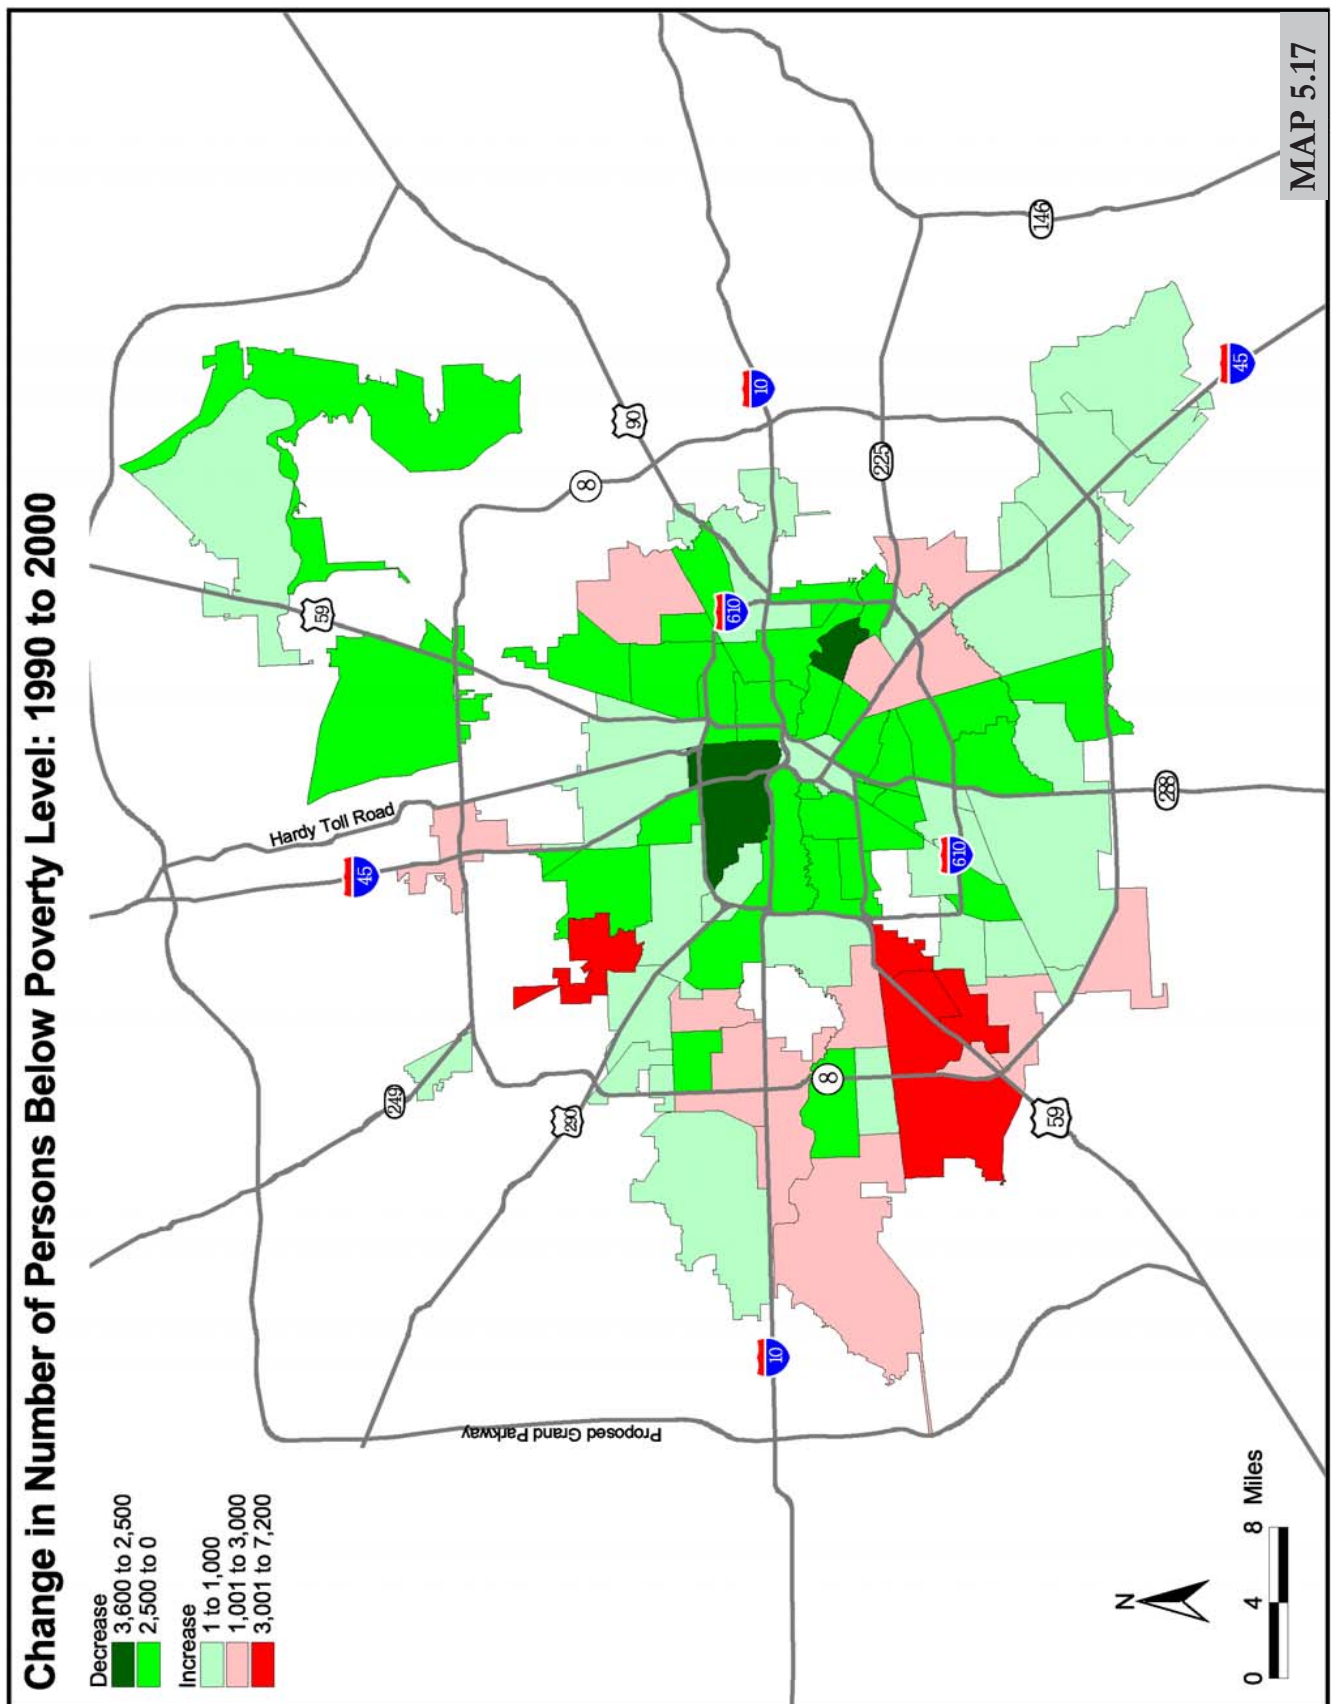 Change in Number of Persons Below Poverty Level: 1990 to 2000
Decrease
3,600 to 2,500
2,500 to 0
Increase
1 to 1,000
1,001 to 3,000
3,001 to 7,200
Hardy Toll Road
Proposed Grand Parkway
45
59
249
290
8
90
610
10
10
8
225
610
59
146
288
45
N
0 4 8 Miles
MAP 5.17